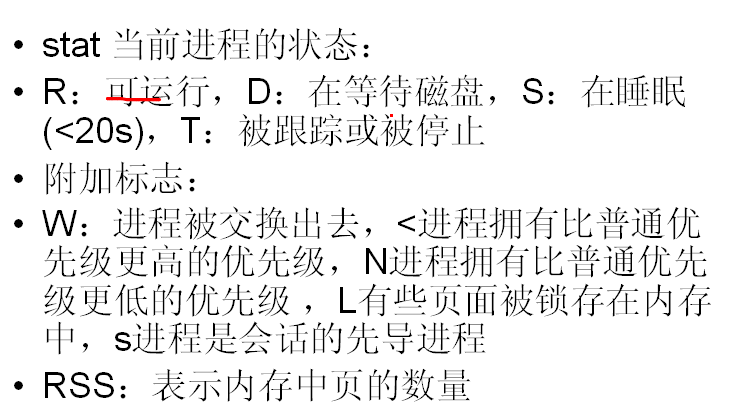 • stat 当前进程的状态：
• R：可运行，D：在等待磁盘，S：在睡眠
(<20s)，T：被跟踪或被停止
• 附加标志：
• W：进程被交换出去，<进程拥有比普通优
先级更高的优先级，N进程拥有比普通优先
级更低的优先级 ，L有些页面被锁存在内存
中，s进程是会话的先导进程
• RSS：表示内存中页的数量